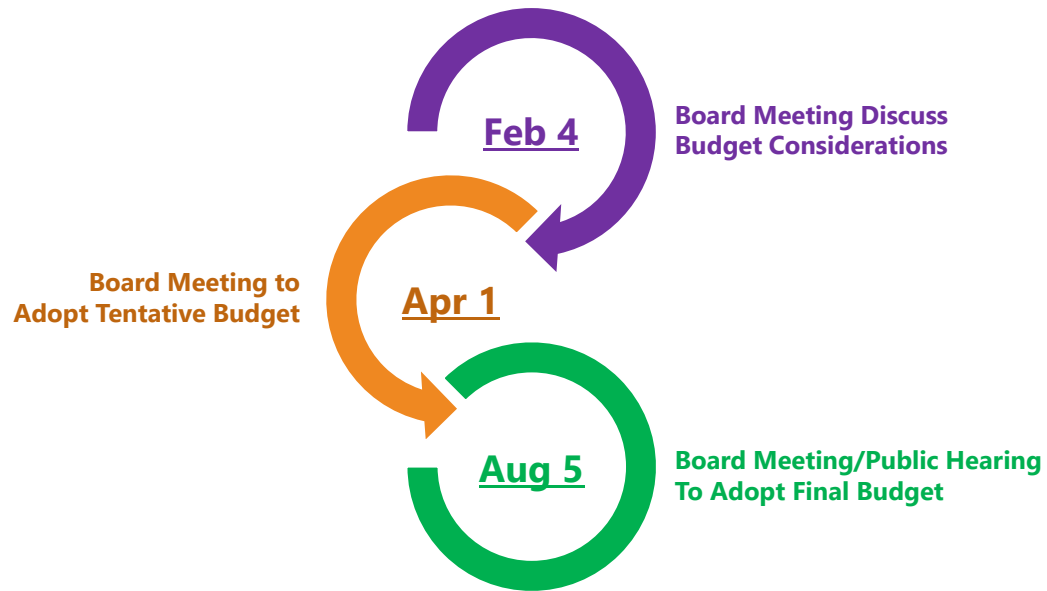 Feb 4
Board Meeting Discuss
Budget Considerations
Board Meeting to
Adopt Tentative Budget
Apr 1
Aug 5
Board Meeting/Public Hearing
To Adopt Final Budget